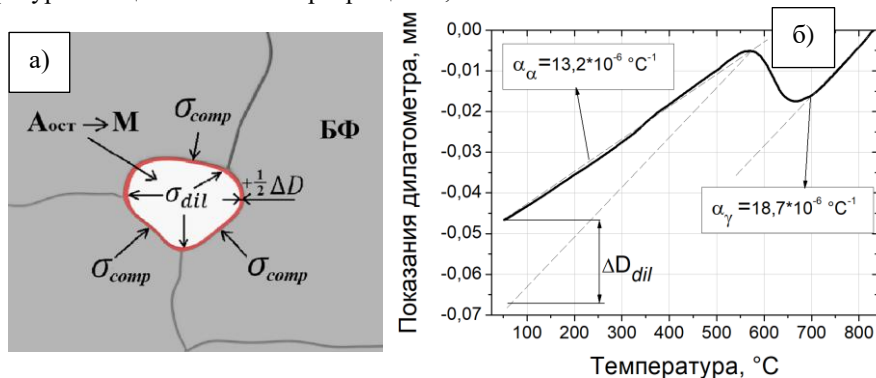 а)
Aост → M
σcomp
БФ
+½ΔD
σdil
σcomp
σcomp
Показания дилатометра, мм
0,00
-0,01
-0,02
-0,03
-0,04
-0,05
-0,06
-0,07
б)
αα =13,2*10⁻⁶ °C⁻¹
αγ =18,7*10⁻⁶ °C⁻¹
ΔDdil
100 200 300 400 500 600 700 800
Температура, °C